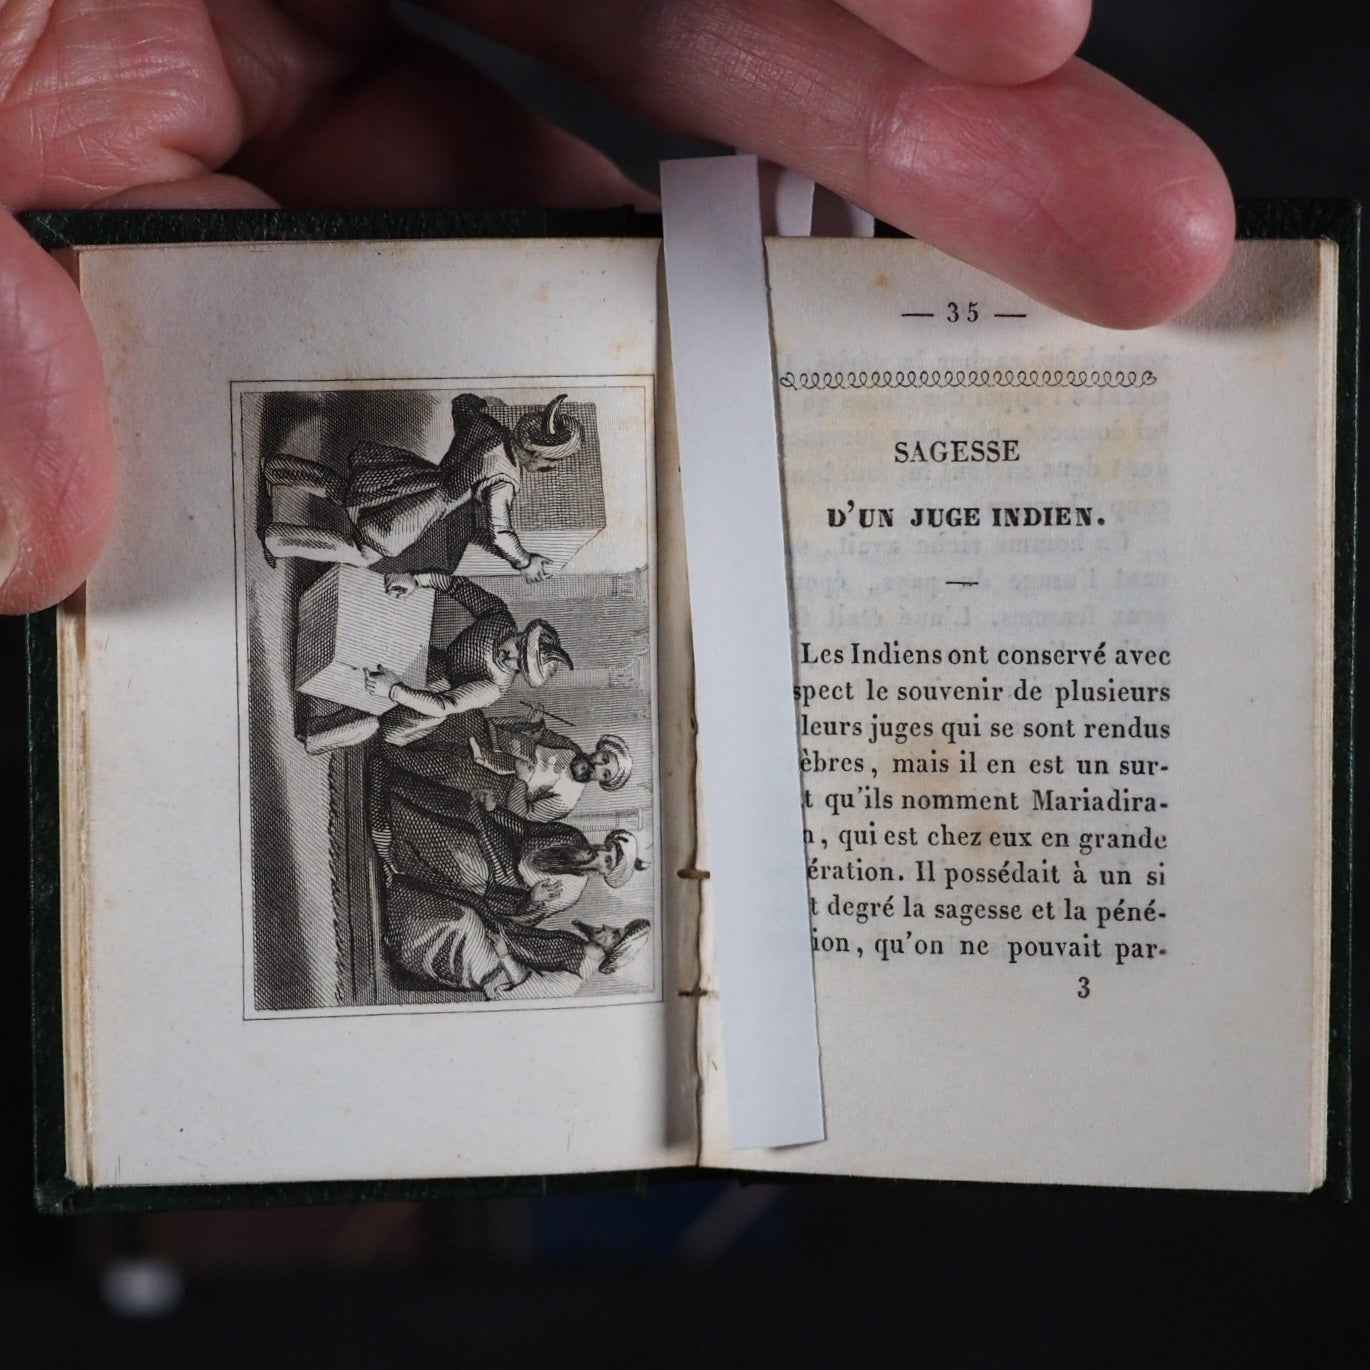 — 35 —
SAGESSE
D'UN JUGE INDIEN.
Les Indiens ont conservé avec
spect le souvenir de plusieurs
leurs juges qui se sont rendus
èbres, mais il en est un sur-
t qu'ils nomment Mariadira-
n, qui est chez eux en grande
ération. Il possédait à un si
t degré la sagesse et la péné-
ion, qu'on ne pouvait par-
3